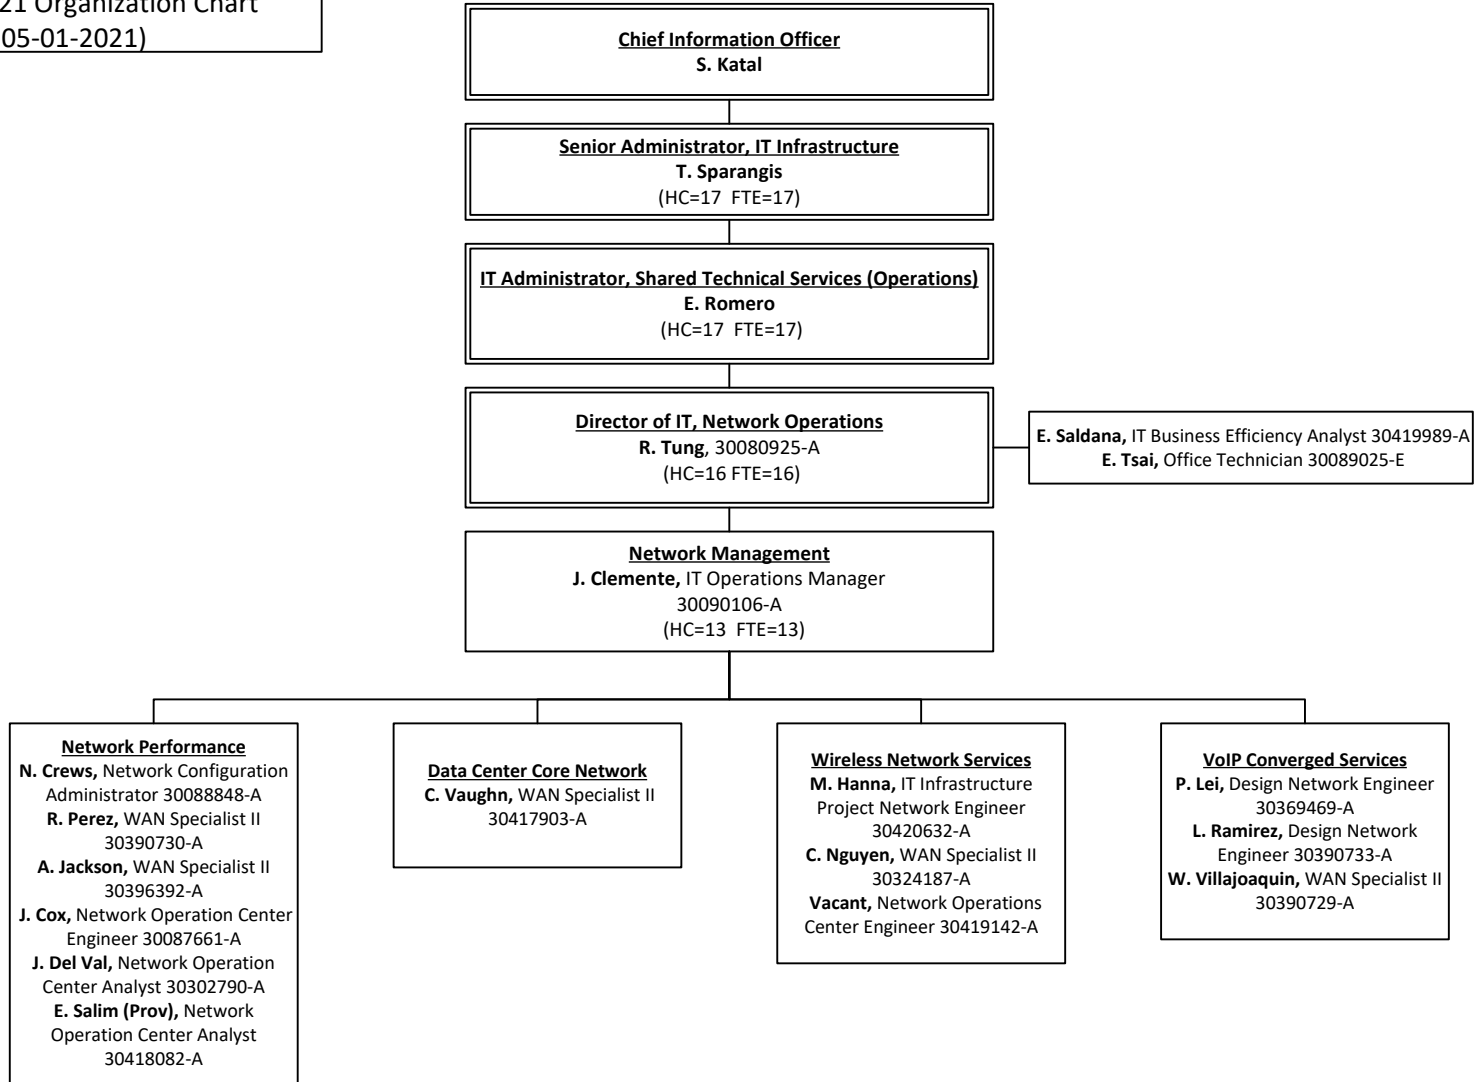 21 Organization Chart
05-01-2021)
Chief Information Officer
S. Katal
Senior Administrator, IT Infrastructure
T. Sparangis
(HC=17 FTE=17)
IT Administrator, Shared Technical Services (Operations)
E. Romero
(HC=17 FTE=17)
Director of IT, Network Operations
R. Tung, 30080925-A
(HC=16 FTE=16)
E. Saldana, IT Business Efficiency Analyst 30419989-A
E. Tsai, Office Technician 30089025-E
Network Management
J. Clemente, IT Operations Manager
30090106-A
(HC=13 FTE=13)
Network Performance
N. Crews, Network Configuration
Administrator 30088848-A
R. Perez, WAN Specialist II
30390730-A
A. Jackson, WAN Specialist II
30396392-A
J. Cox, Network Operation Center
Engineer 30087661-A
J. Del Val, Network Operation
Center Analyst 30302790-A
E. Salim (Prov), Network
Operation Center Analyst
30418082-A
Data Center Core Network
C. Vaughn, WAN Specialist II
30417903-A
Wireless Network Services
M. Hanna, IT Infrastructure
Project Network Engineer
30420632-A
C. Nguyen, WAN Specialist II
30324187-A
Vacant, Network Operations
Center Engineer 30419142-A
VoIP Converged Services
P. Lei, Design Network Engineer
30369469-A
L. Ramirez, Design Network
Engineer 30390733-A
W. Villajoaquin, WAN Specialist II
30390729-A